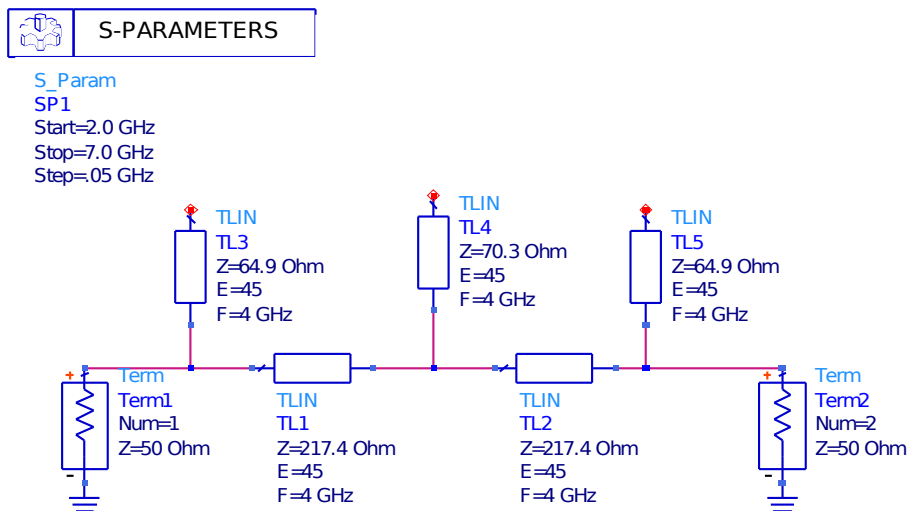 S-PARAMETERS
S_Param
SP1
Start=2.0 GHz
Stop=7.0 GHz
Step=.05 GHz
TLIN
TL3
Z=64.9 Ohm
E=45
F=4 GHz
TLIN
TL4
Z=70.3 Ohm
E=45
F=4 GHz
TLIN
TL5
Z=64.9 Ohm
E=45
F=4 GHz
+
Term
Term1
Num=1
Z=50 Ohm
-
TLIN
TL1
Z=217.4 Ohm
E=45
F=4 GHz
TLIN
TL2
Z=217.4 Ohm
E=45
F=4 GHz
+
Term
Term2
Num=2
Z=50 Ohm
-